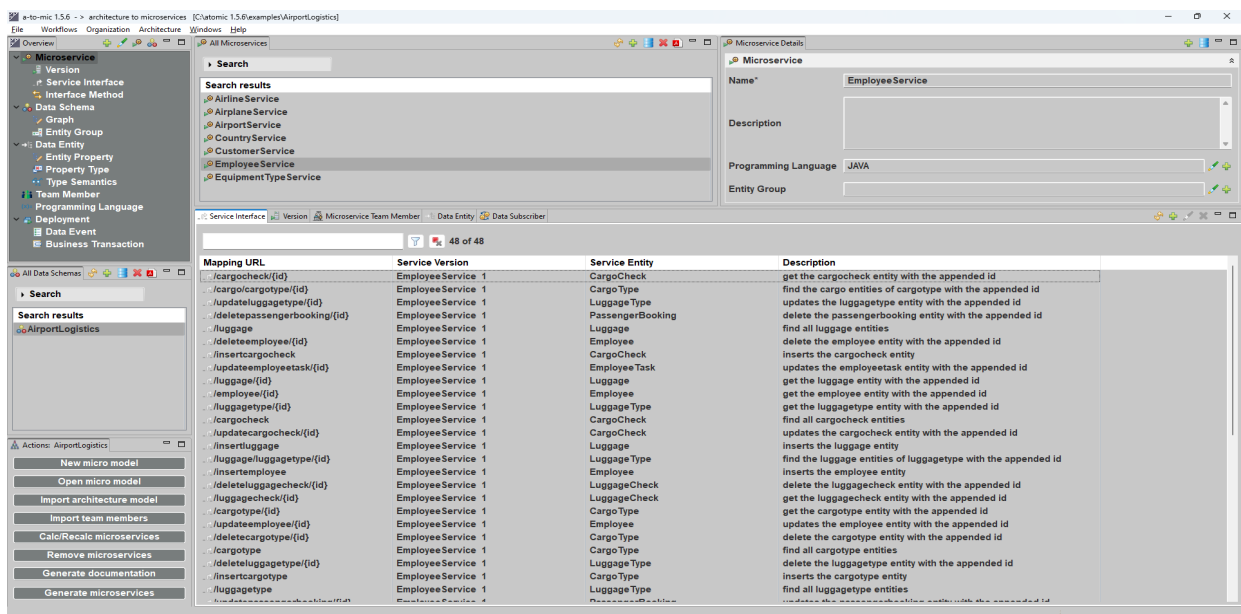 a-to-mic 1.5.6 - > architecture to microservices [C:\atomic 1.5.6\examples\AirportLogistics]
File Workflows Organization Architecture Windows Help
Overview
Microservice
Version
Service Interface
Interface Method
Data Schema
Graph
Entity Group
Data Entity
Entity Property
Property Type
Type Semantics
Team Member
Programming Language
Deployment
Data Event
Business Transaction
All Data Schemas
Search
Search results
AirportLogistics
Actions: AirportLogistics
New micro model
Open micro model
Import architecture model
Import team members
Calc/Recalc microservices
Remove microservices
Generate documentation
Generate microservices
All Microservices
Search
Search results
AirlineService
AirplaneService
AirportService
CountryService
CustomerService
EmployeeService
EquipmentTypeService
Microservice Details
Microservice
Name* EmployeeService
Description
Programming Language JAVA
Entity Group
Service Interface Version Microservice Team Member Data Entity Data Subscriber
48 of 48
Mapping URL Service Version Service Entity Description
/cargocheck/{id} EmployeeService 1 CargoCheck get the cargocheck entity with the appended id
/cargo/cargotype/{id} EmployeeService 1 CargoType find the cargo entities of cargotype with the appended id
/updateluggagetype/{id} EmployeeService 1 LuggageType updates the luggagetype entity with the appended id
/deletepassengerbooking/{id} EmployeeService 1 PassengerBooking delete the passengerbooking entity with the appended id
/luggage EmployeeService 1 Luggage find all luggage entities
/deleteemployee/{id} EmployeeService 1 Employee delete the employee entity with the appended id
/insertcargocheck EmployeeService 1 CargoCheck inserts the cargocheck entity
/updateemployeetask/{id} EmployeeService 1 EmployeeTask updates the employeetask entity with the appended id
/luggage/{id} EmployeeService 1 Luggage get the luggage entity with the appended id
/employee/{id} EmployeeService 1 Employee get the employee entity with the appended id
/luggagetype/{id} EmployeeService 1 LuggageType get the luggagetype entity with the appended id
/cargocheck EmployeeService 1 CargoCheck find all cargocheck entities
/updatecargocheck/{id} EmployeeService 1 CargoCheck updates the cargocheck entity with the appended id
/insertluggage EmployeeService 1 Luggage inserts the luggage entity
/luggage/luggagetype/{id} EmployeeService 1 LuggageType find the luggage entities of luggagetype with the appended id
/insertemployee EmployeeService 1 Employee inserts the employee entity
/deleteluggagecheck/{id} EmployeeService 1 LuggageCheck delete the luggagecheck entity with the appended id
/luggagecheck/{id} EmployeeService 1 LuggageCheck get the luggagecheck entity with the appended id
/cargotype/{id} EmployeeService 1 CargoType get the cargotype entity with the appended id
/updateemployee/{id} EmployeeService 1 Employee updates the employee entity with the appended id
/deletecargotype/{id} EmployeeService 1 CargoType delete the cargotype entity with the appended id
/cargotype EmployeeService 1 CargoType find all cargotype entities
/deleteluggagetype/{id} EmployeeService 1 LuggageType delete the luggagetype entity with the appended id
/insertcargotype EmployeeService 1 CargoType inserts the cargotype entity
/luggagetype EmployeeService 1 LuggageType find all luggagetype entities